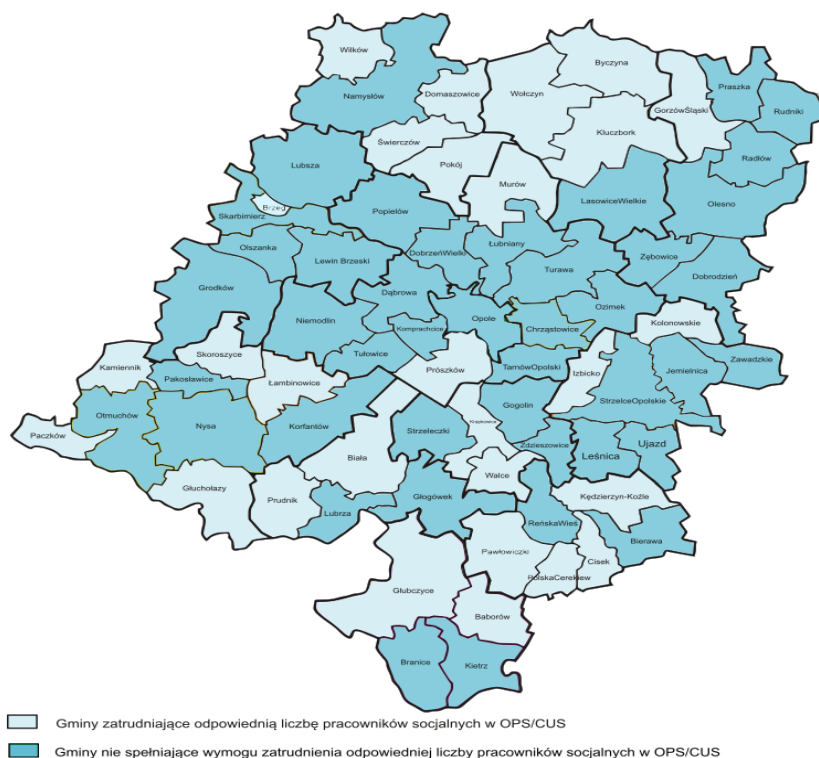 Wilków
Byczyna
Praszka
Domaszowice
Wołczyn
Namysłów
GorzówŚląski
Rudniki
Kluczbork
Świerczów
Radłów
Lubsza
Pokój
Murów
LasowiceWielkie
Olesno
Brzeg
Skarbimierz
Popielów
Olszanka
DobrzeńWielki
Łubniany
Lewin Brzeski
Zębowice
Turawa
Dobrodzień
Grodków
Dąbrowa
Ozimek
Niemodlin
Opole
Kolonowskie
Komprachcice
Chrząstowice
Skoroszyce
Tułowice
Zawadzkie
Kamiennik
Prószków
TarnówOpolski
Izbicko
Jemielnica
Pakosławice
Łambinowice
StrzelceOpolskie
Otmuchów
Gogolin
Nysa
Korfantów
Strzeleczki
Krapkowice
Paczków
Zdzieszowice
Ujazd
Leśnica
Biała
Walce
Głuchołazy
Prudnik
Głogówek
Kędzierzyn-Koźle
Lubrza
ReńskaWieś
Bierawa
Pawłowiczki
Cisek
PolskaCerekiew
Głubczyce
Baborów
Branice
Kietrz
Gminy zatrudniające odpowiednią liczbę pracowników socjalnych w OPS/CUS
Gminy nie spełniające wymogu zatrudnienia odpowiedniej liczby pracowników socjalnych w OPS/CUS